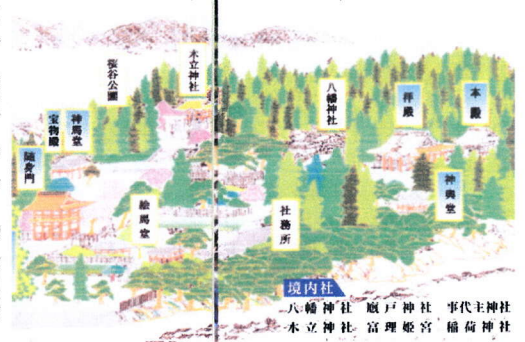 木立神社
桜谷公園
八幡神社
拝殿
本殿
神馬堂
宝物殿
随身門
神輿堂
絵馬堂
社務所
境内社
八幡神社 廐戸神社 事代主神社
木立神社 富理姫宮 稲荷神社